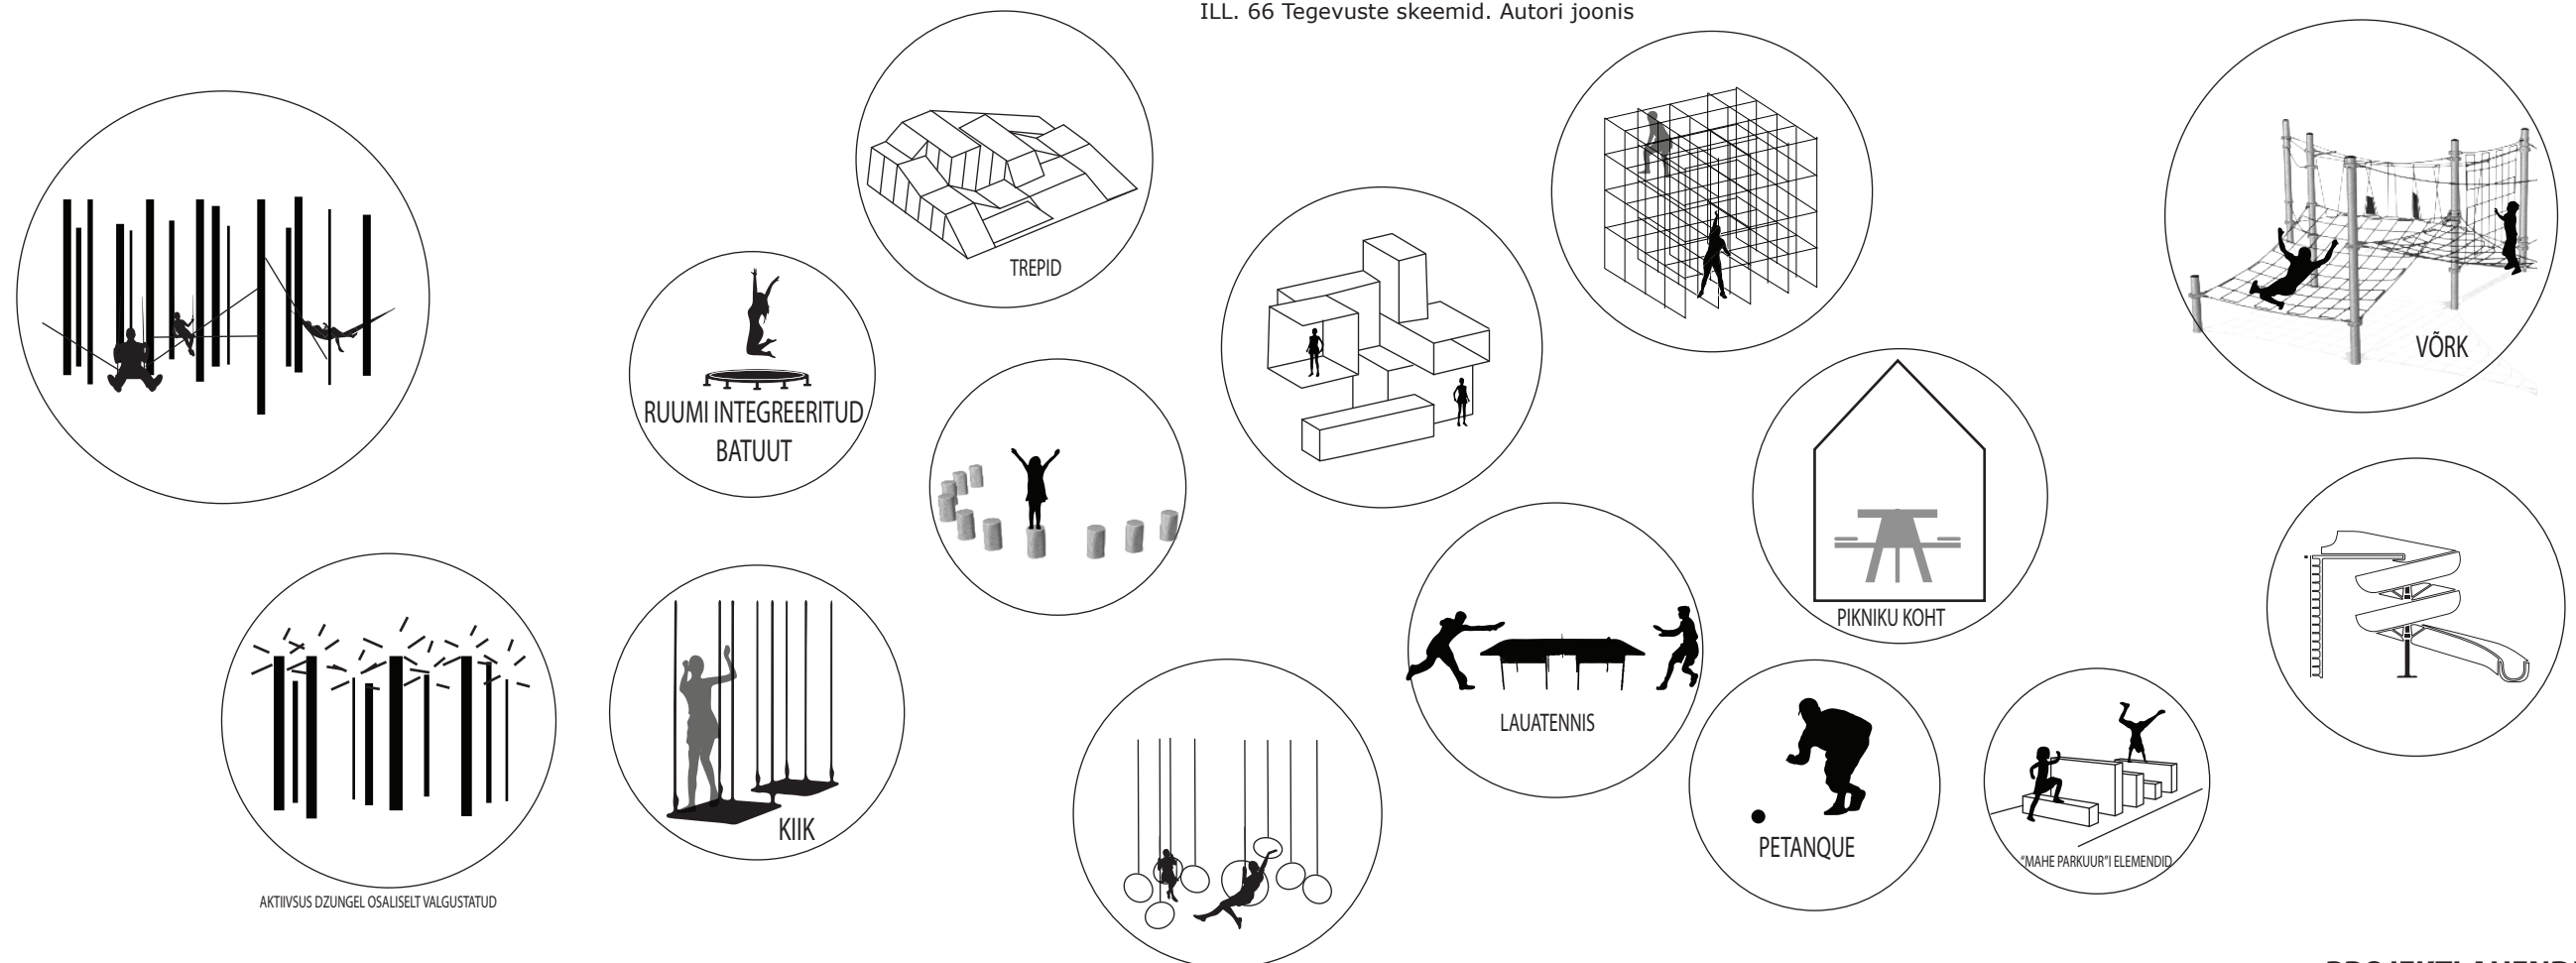 ILL. 66 Tegevuste skeemid. Autori joonis
TREPID
RUUMI INTEGREERITUD
BATUUT
VÕRK
PIKNIKU KOHT
LAUATENNIS
KIIK
PETANQUE
"MAHE PARKUUR"I ELEMENDID
AKTIIVSUS DZUNGEL OSALISELT VALGUSTATUD